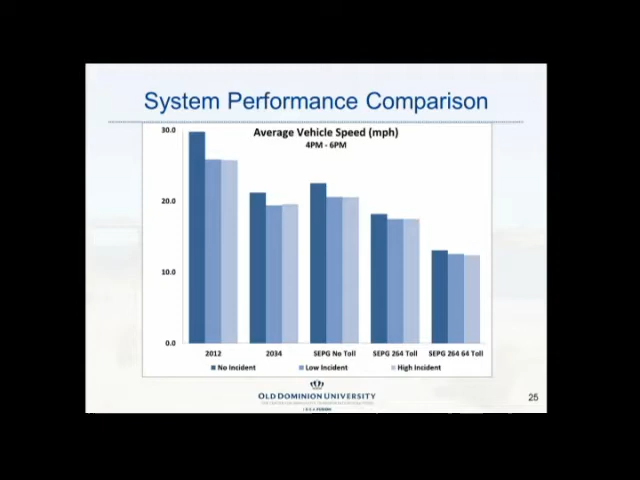 System Performance Comparison
Average Vehicle Speed (mph)
4PM - 6PM
30.0
20.0
10.0
0.0
2012 2034 SEPG No Toll SEPG 264 Toll SEPG 264 64 Toll
No Incident Low Incident High Incident
OLD DOMINION UNIVERSITY
IDEA FUSION
25